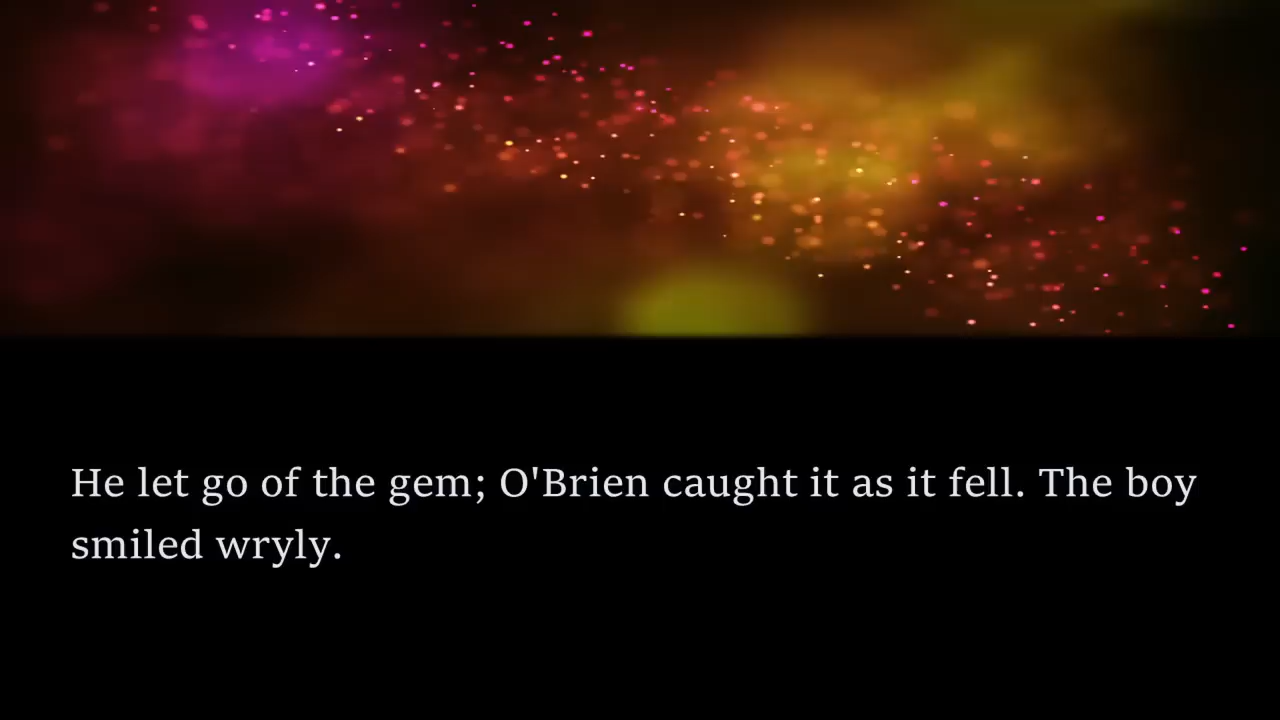 He let go of the gem; O'Brien caught it as it fell. The boy
smiled wryly.